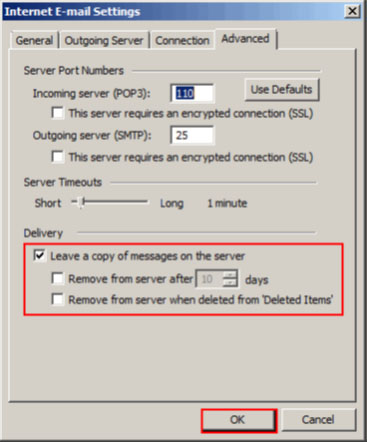 Internet E-mail Settings
General Outgoing Server Connection Advanced
Server Port Numbers
Incoming server (POP3): 110 Use Defaults
This server requires an encrypted connection (SSL)
Outgoing server (SMTP): 25
This server requires an encrypted connection (SSL)
Server Timeouts
Short Long 1 minute
Delivery
Leave a copy of messages on the server
Remove from server after 10 days
Remove from server when deleted from 'Deleted Items'
OK Cancel